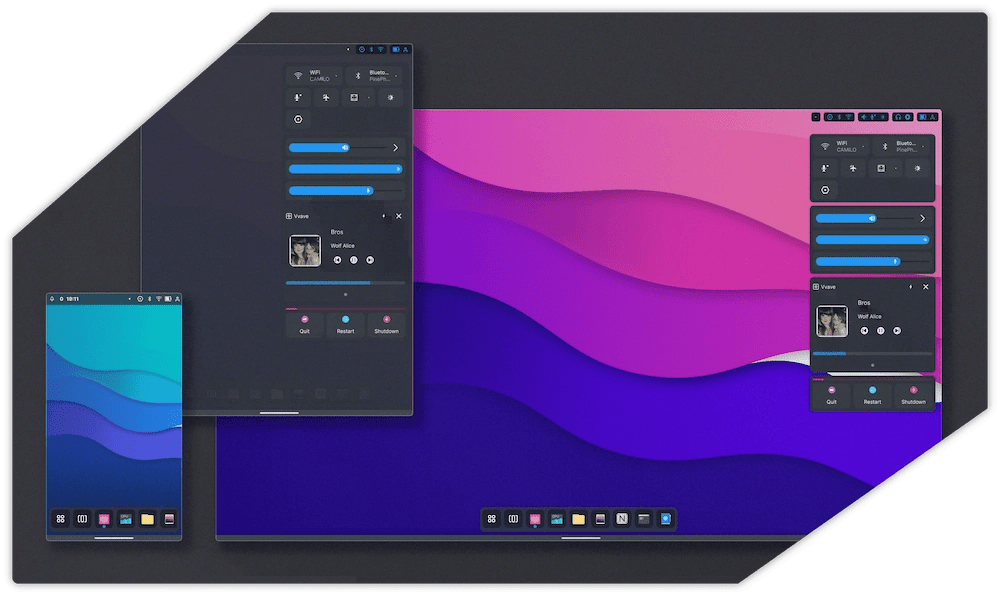 WiFi
CAMILO
Blueto...
PinePh...
Vvave
Bros
Wolf Alice
Quit
Restart
Shutdown
WiFi
CAMILO
Blueto...
PinePh...
Vvave
Bros
Wolf Alice
Quit
Restart
Shutdown
19:11
N